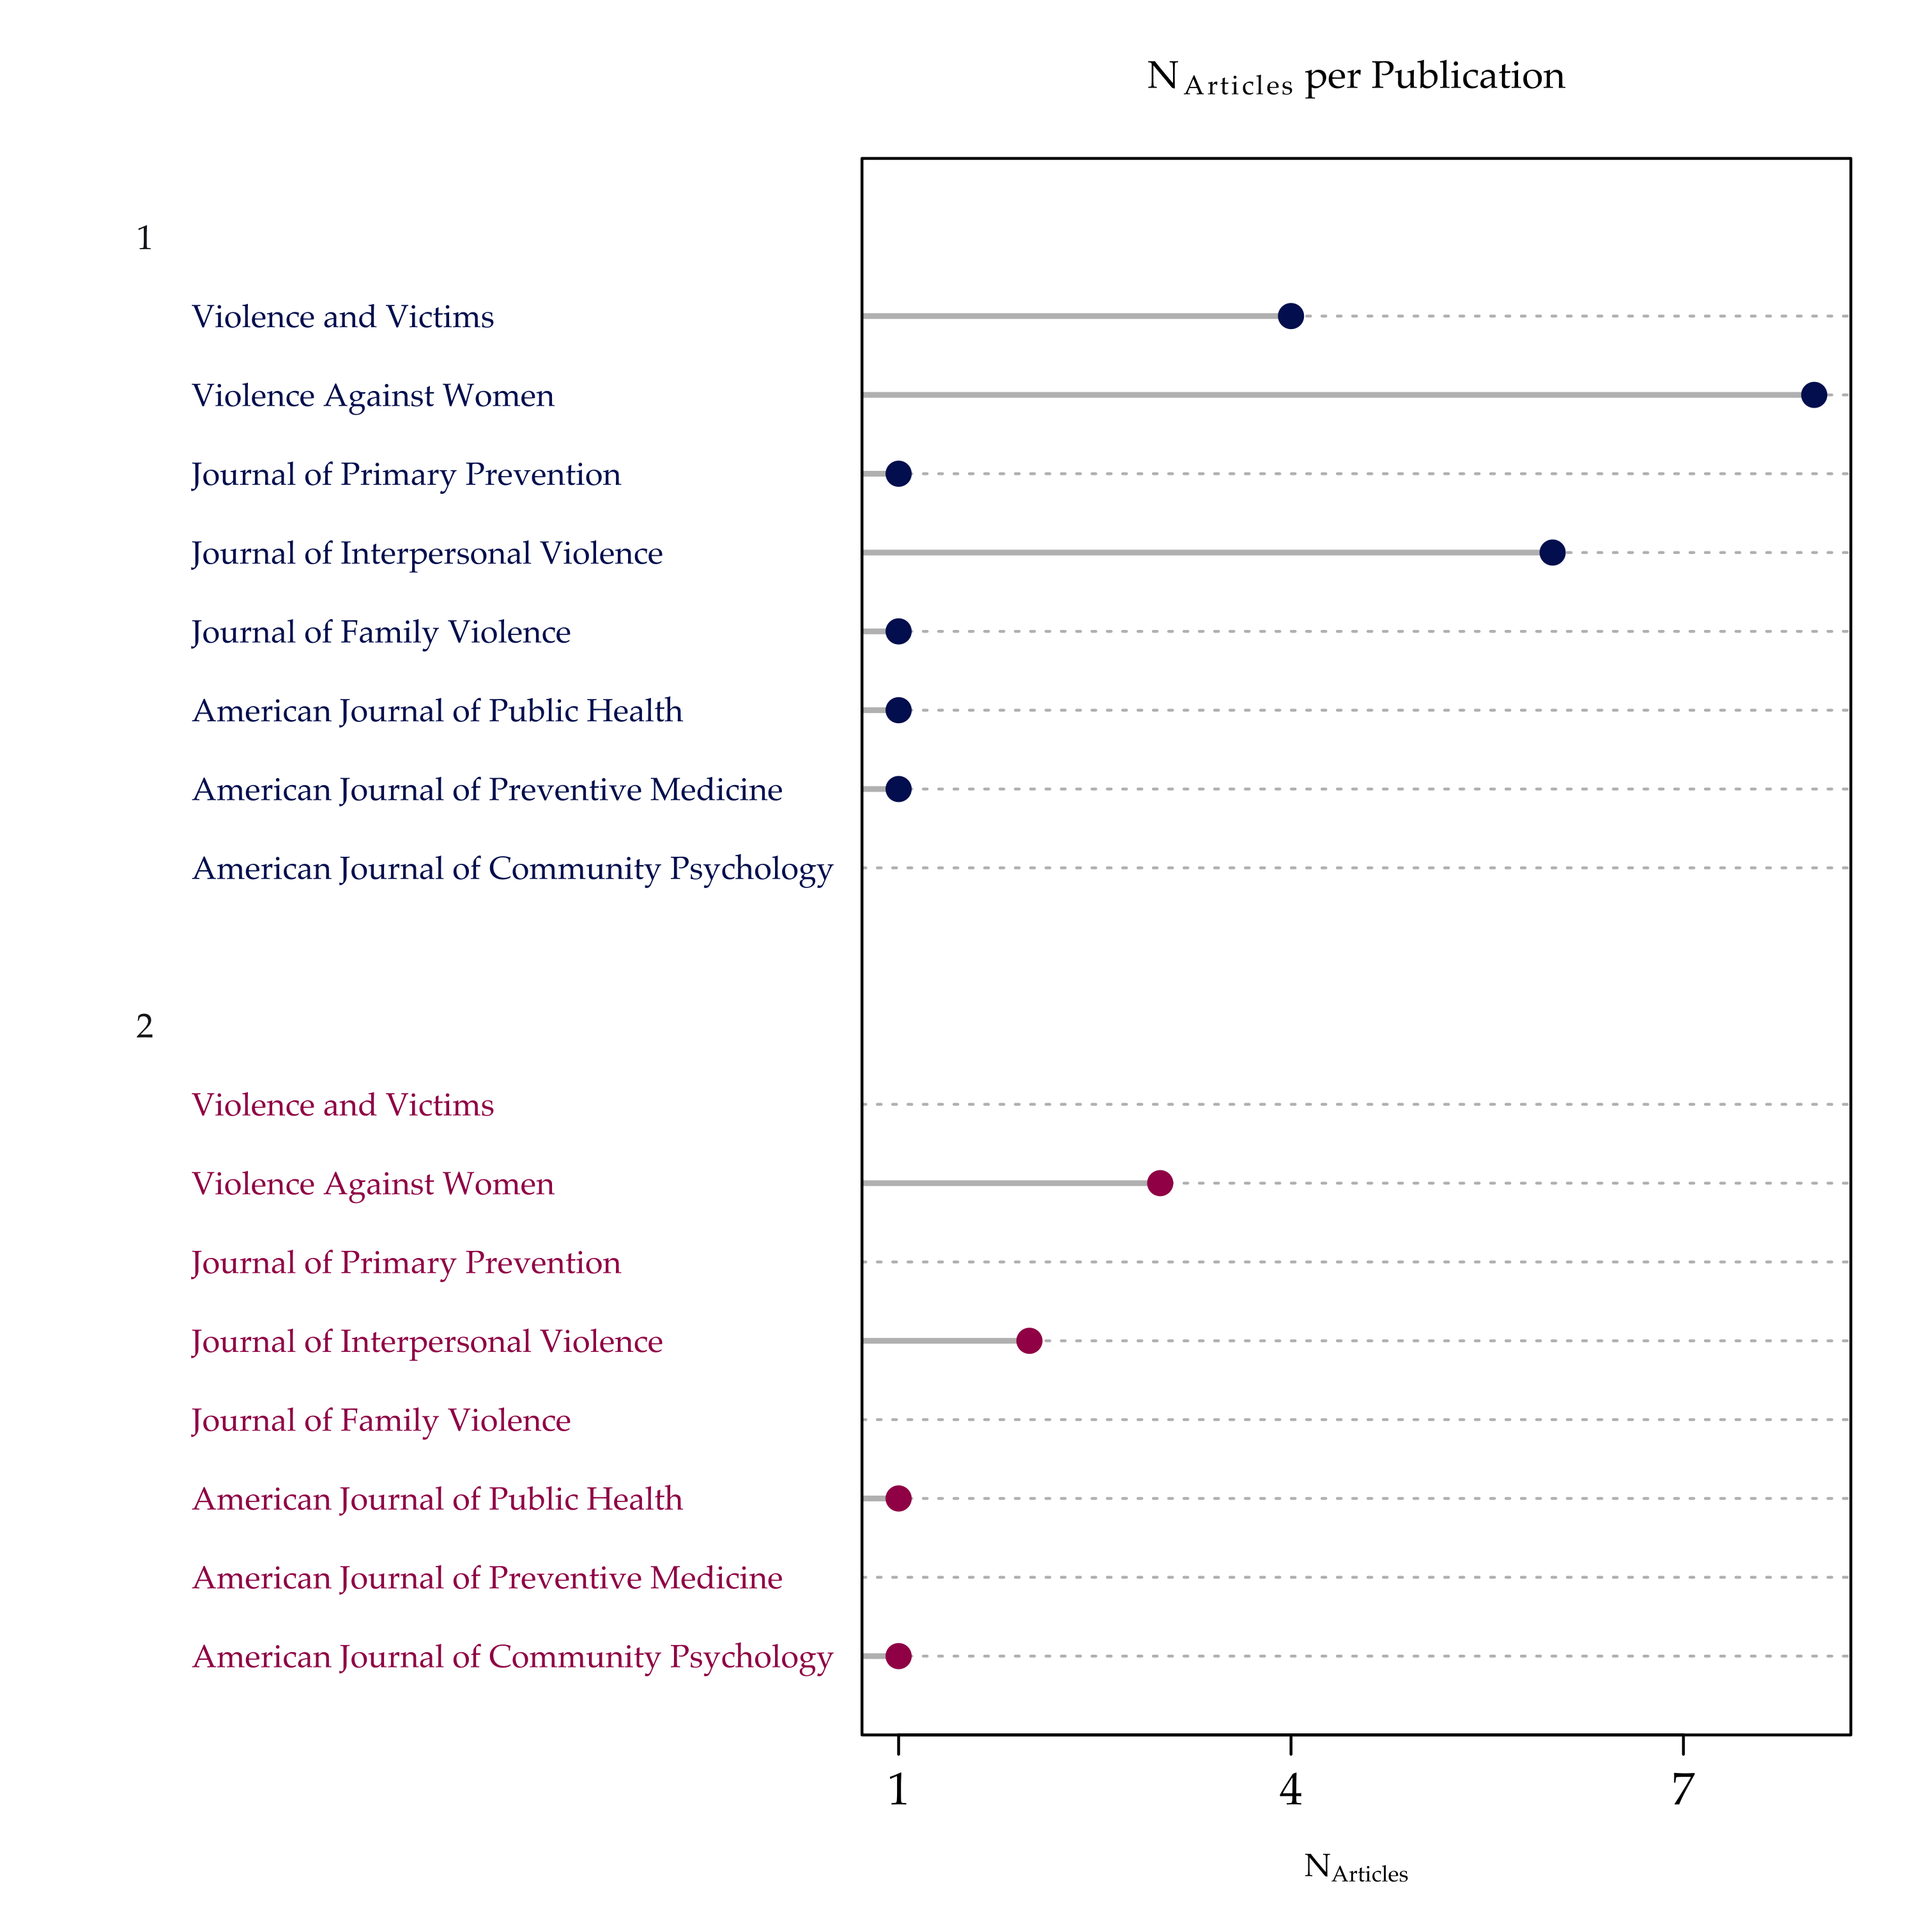 N Articles per Publication
1
Violence and Victims
Violence Against Women
Journal of Primary Prevention
Journal of Interpersonal Violence
Journal of Family Violence
American Journal of Public Health
American Journal of Preventive Medicine
American Journal of Community Psychology
2
Violence and Victims
Violence Against Women
Journal of Primary Prevention
Journal of Interpersonal Violence
Journal of Family Violence
American Journal of Public Health
American Journal of Preventive Medicine
American Journal of Community Psychology
1 4 7
NArticles